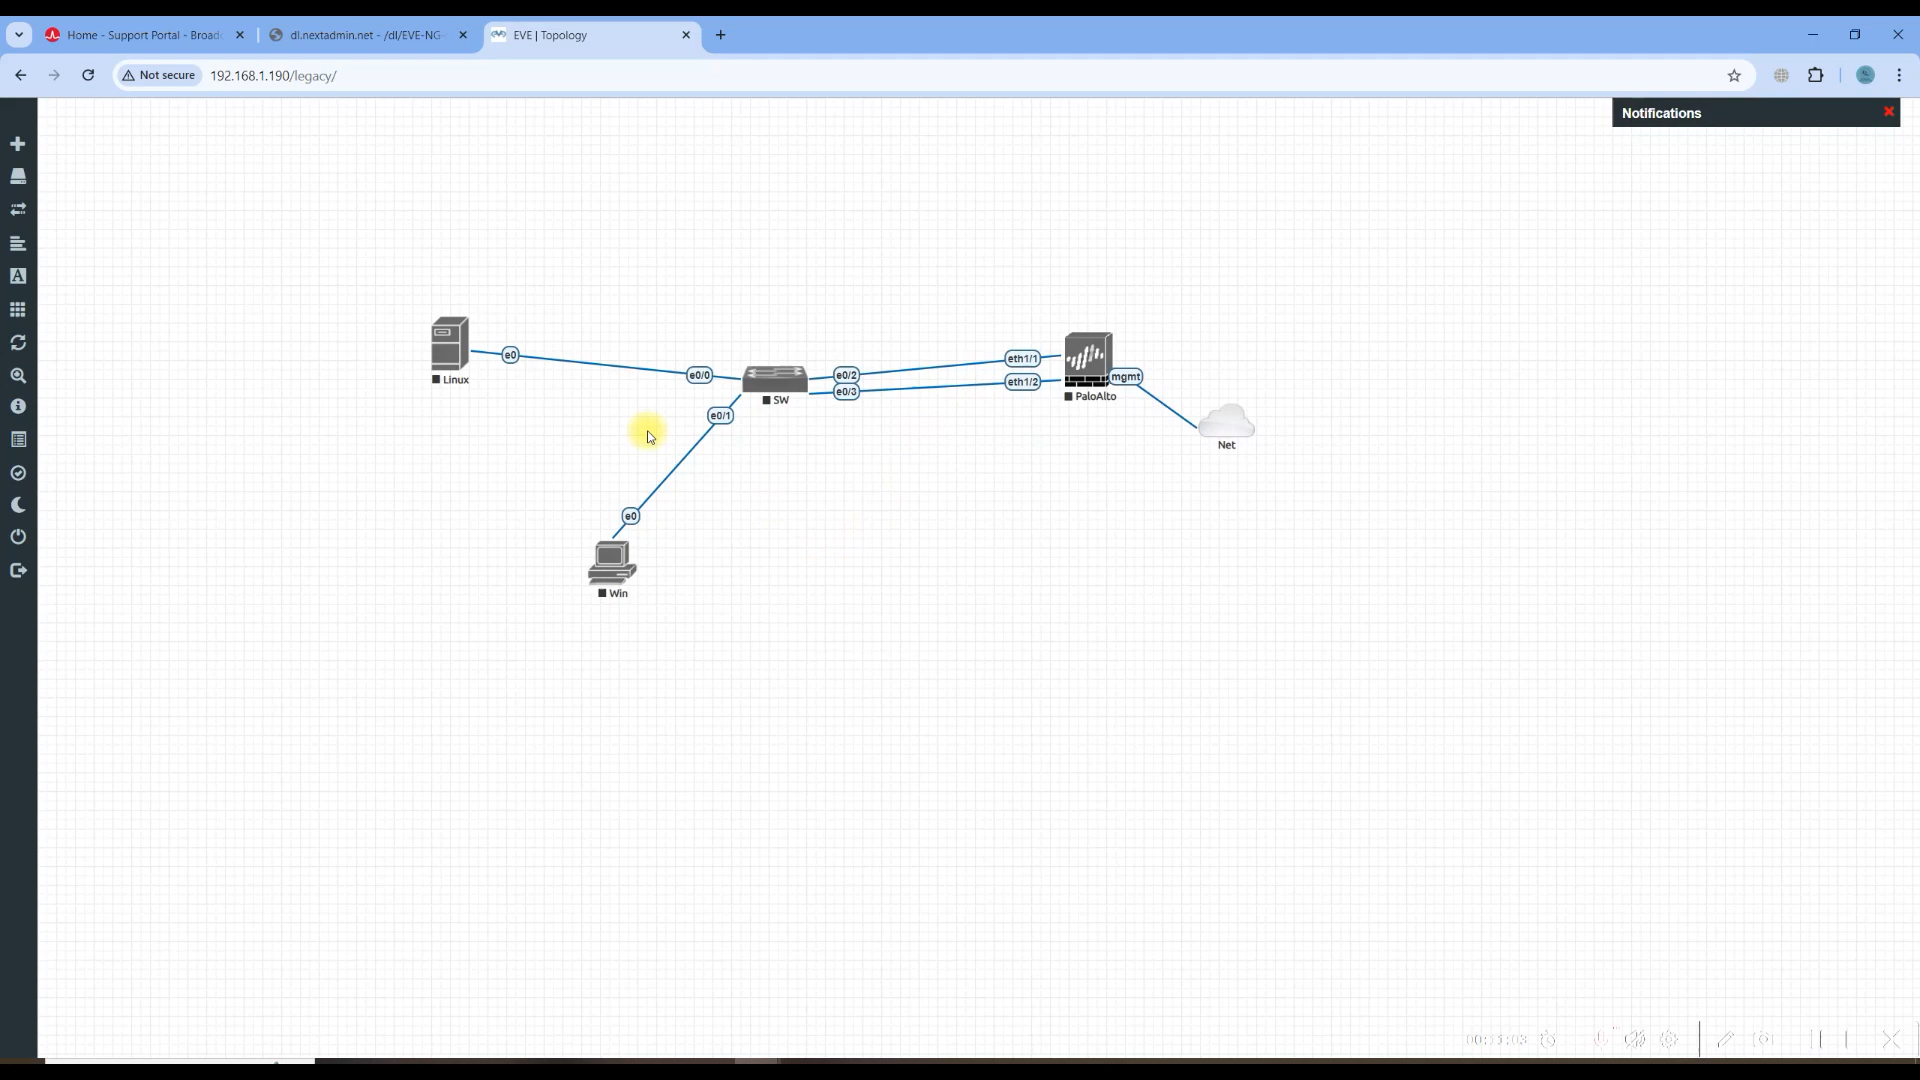 Home - Support Portal - Broadc
dl.nextadmin.net - /dl/EVE-NG-
EVE | Topology
Not secure
192.168.1.190/legacy/
Notifications
Linux
e0
e0/0
SW
e0/1
e0/2
e0/3
eth1/1
eth1/2
PaloAlto
mgmt
Net
e0
Win